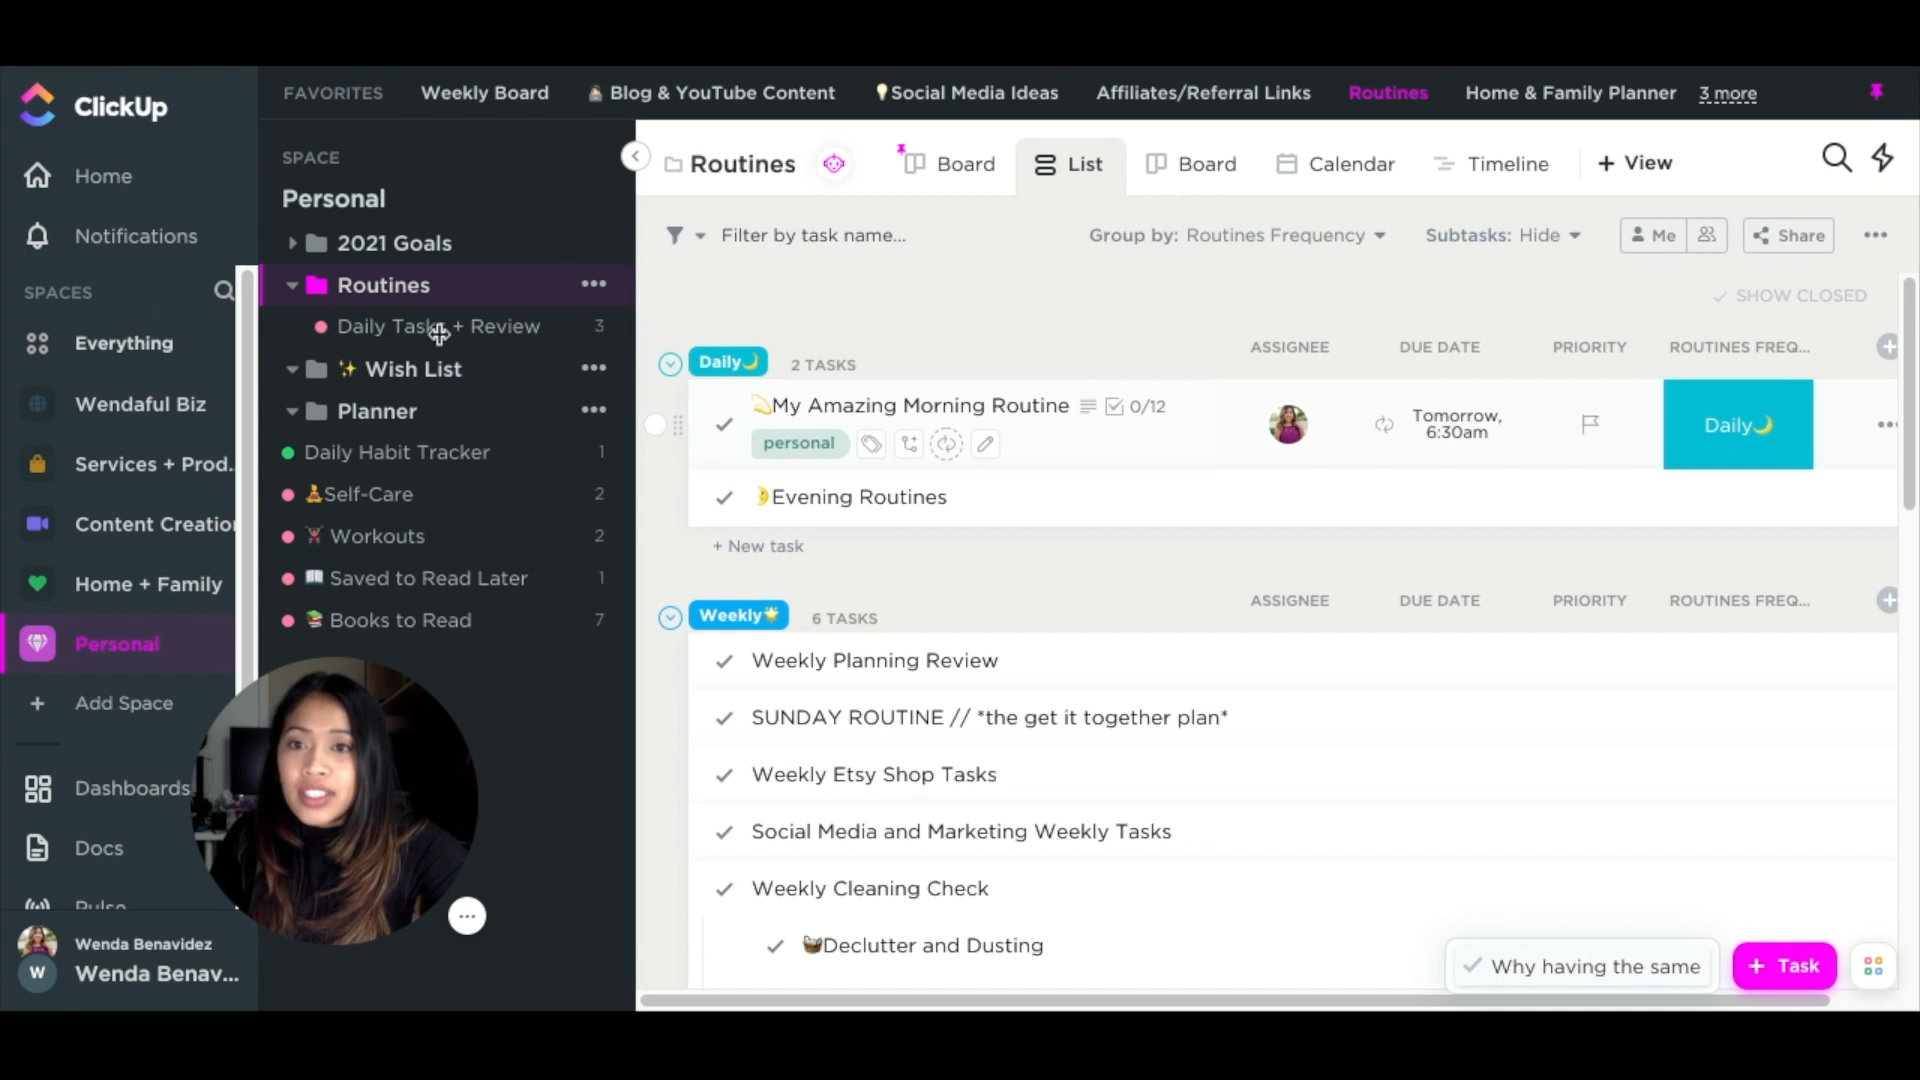 ClickUp
Home
Notifications
SPACES
Everything
Wendaful Biz
Services + Prod...
Content Creation
Home + Family
Personal
Add Space
Dashboards
Docs
Pulse
Wenda Benavidez
W
Wenda Benav...
FAVORITES Weekly Board Blog & YouTube Content Social Media Ideas Affiliates/Referral Links Routines Home & Family Planner 3 more
SPACE
Personal
2021 Goals
Routines
Daily Tasks + Review 3
Wish List
Planner
Daily Habit Tracker 1
Self-Care 2
Workouts 2
Saved to Read Later 1
Books to Read 7
Routines Board List Board Calendar Timeline + View
Filter by task name... Group by: Routines Frequency Subtasks: Hide Me Share
SHOW CLOSED
Daily 2 TASKS ASSIGNEE DUE DATE PRIORITY ROUTINES FREQ...
My Amazing Morning Routine 0/12
personal
Tomorrow,
6:30am
Daily
Evening Routines
+ New task
Weekly 6 TASKS ASSIGNEE DUE DATE PRIORITY ROUTINES FREQ...
Weekly Planning Review
SUNDAY ROUTINE // *the get it together plan*
Weekly Etsy Shop Tasks
Social Media and Marketing Weekly Tasks
Weekly Cleaning Check
Declutter and Dusting
Why having the same
+ Task